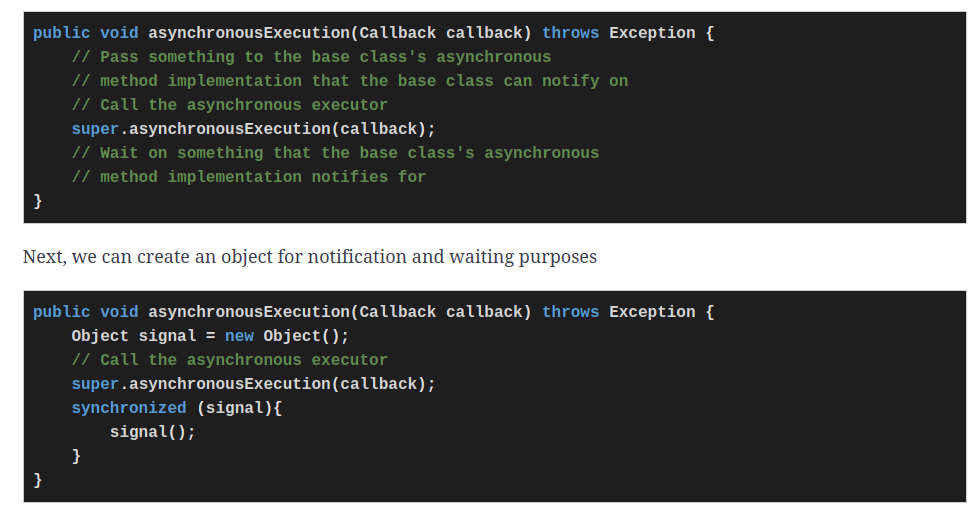 public void asynchronousExecution(Callback callback) throws Exception {
    // Pass something to the base class's asynchronous
    // method implementation that the base class can notify on
    // Call the asynchronous executor
    super.asynchronousExecution(callback);
    // Wait on something that the base class's asynchronous
    // method implementation notifies for
}
Next, we can create an object for notification and waiting purposes
public void asynchronousExecution(Callback callback) throws Exception {
    Object signal = new Object();
    // Call the asynchronous executor
    super.asynchronousExecution(callback);
    synchronized (signal){
        signal();
    }
}